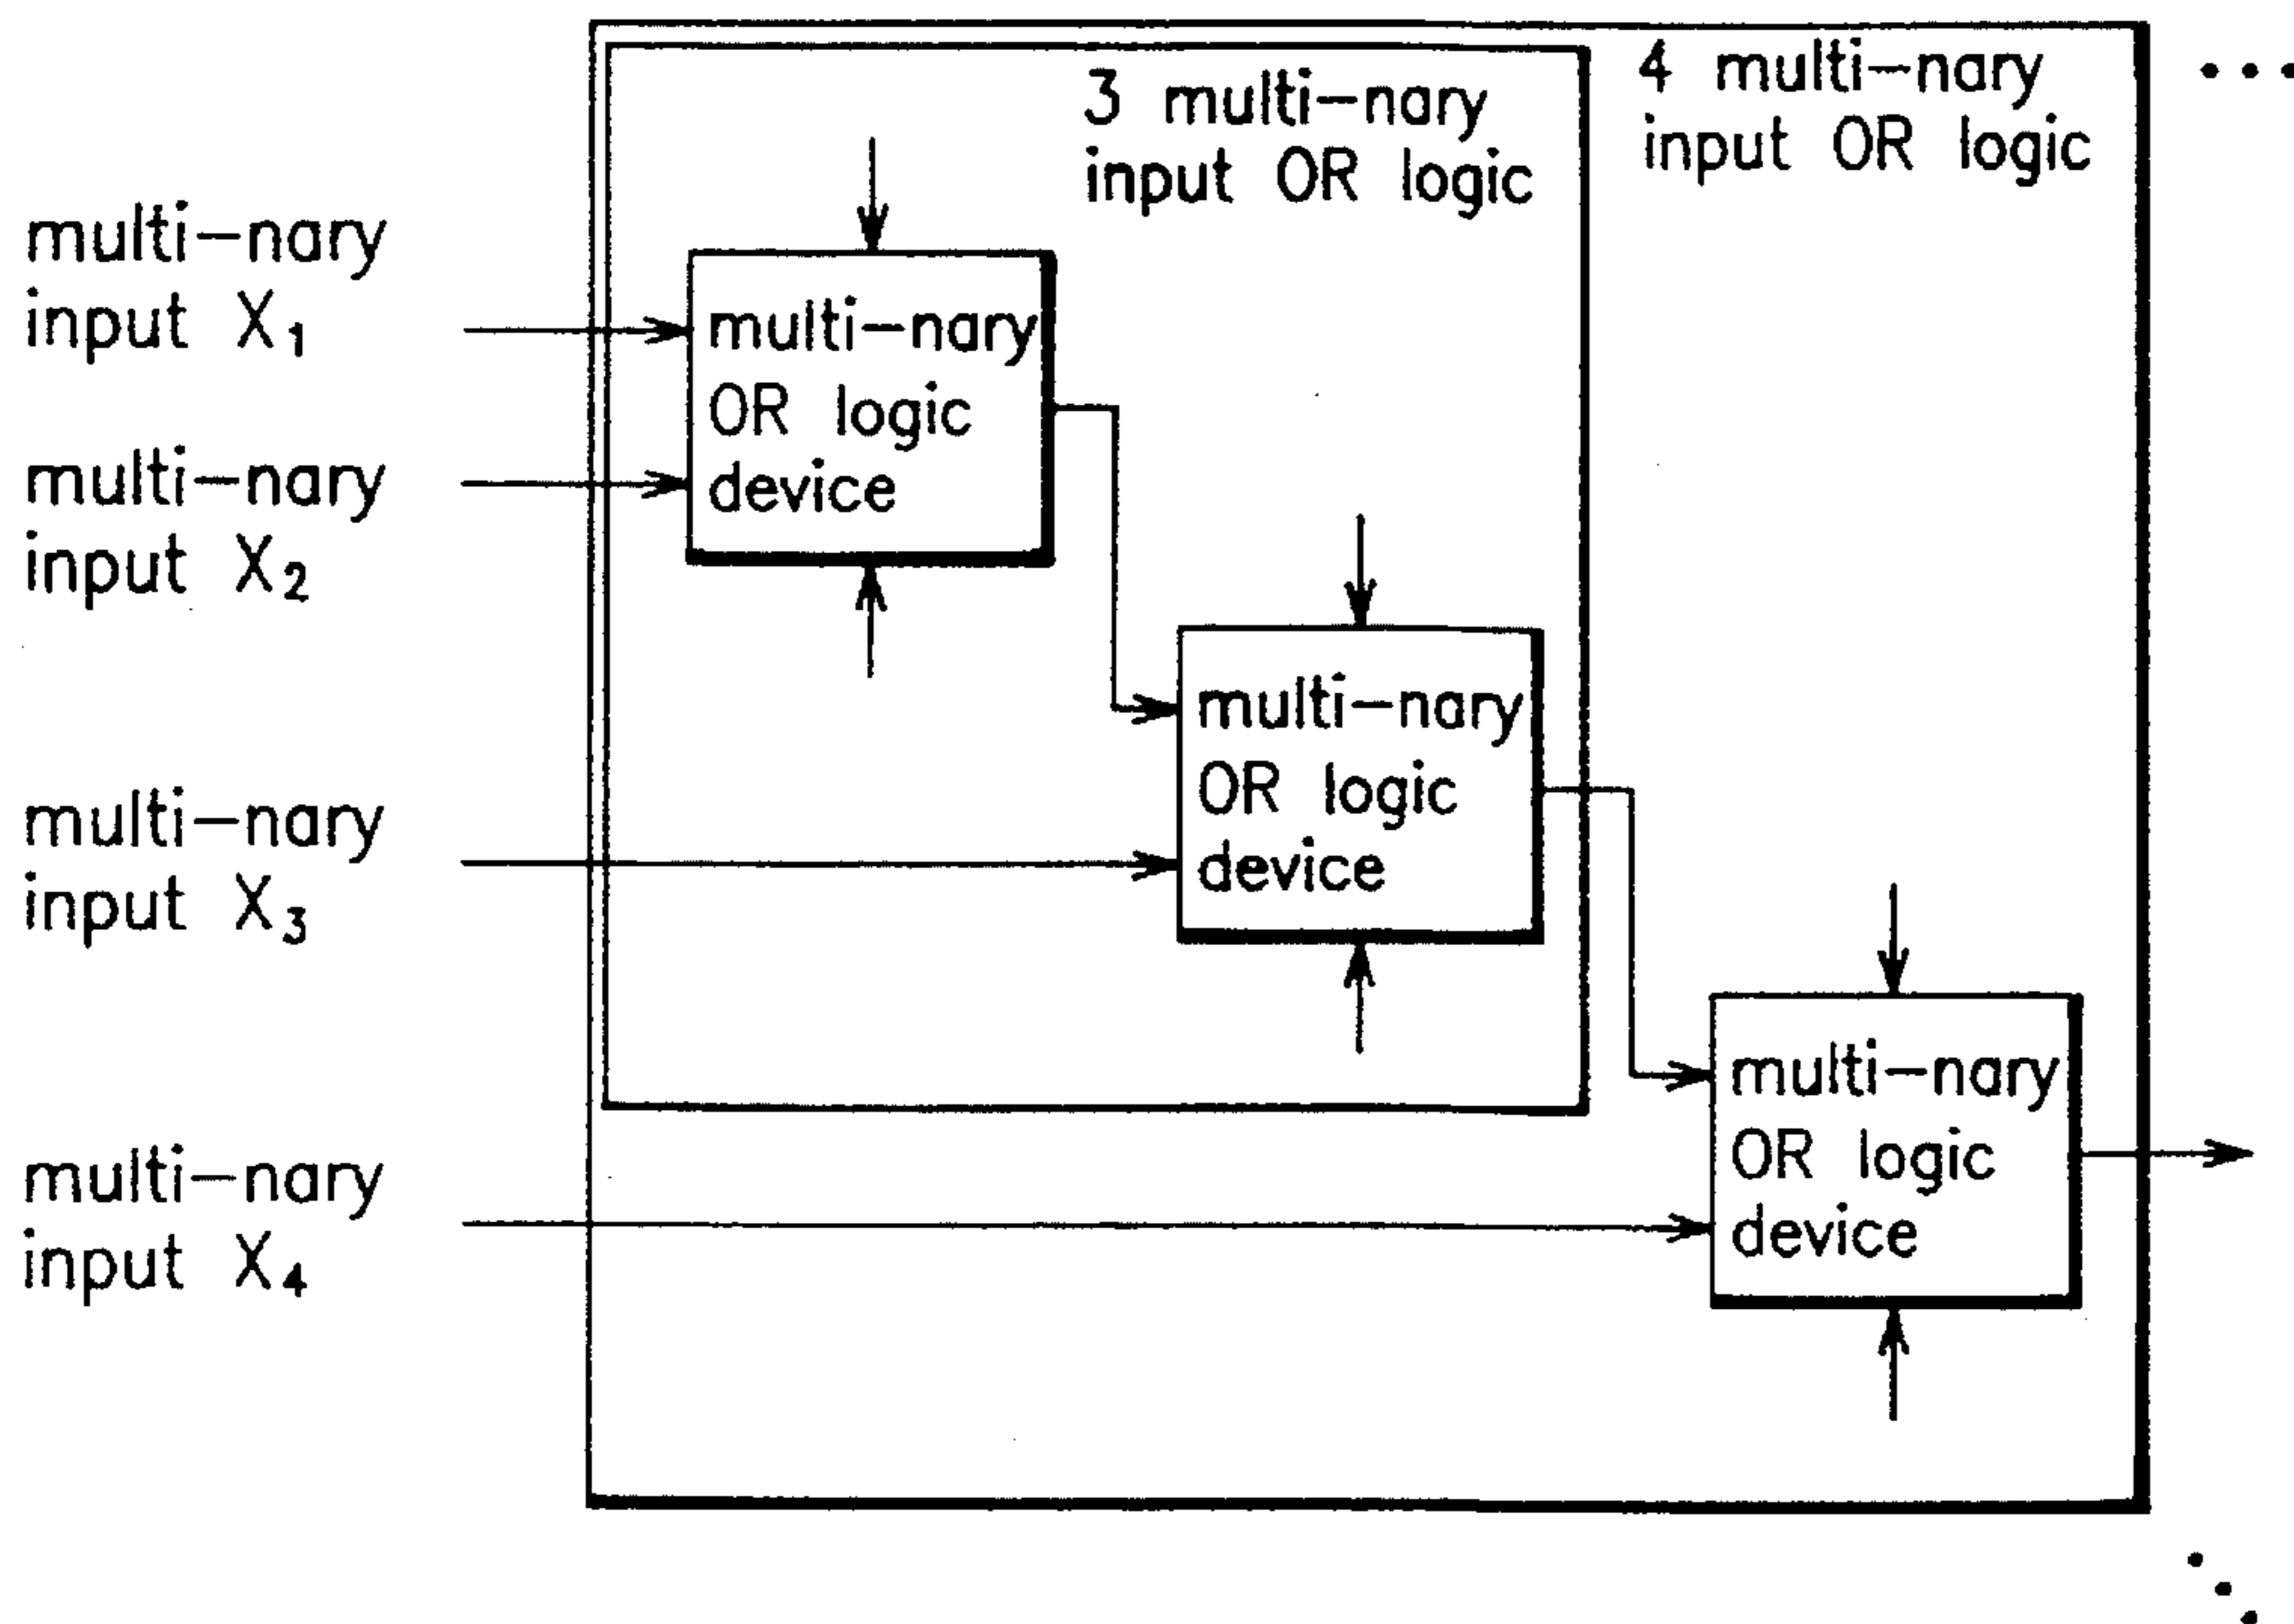 3 multi-nary
input OR logic
4 multi-nary
input OR logic
...
multi-nary
input X₁
multi-nary
input X₂
multi-nary
input X₃
multi-nary
input X₄
multi-nary
OR logic
device
multi-nary
OR logic
device
multi-nary
OR logic
device